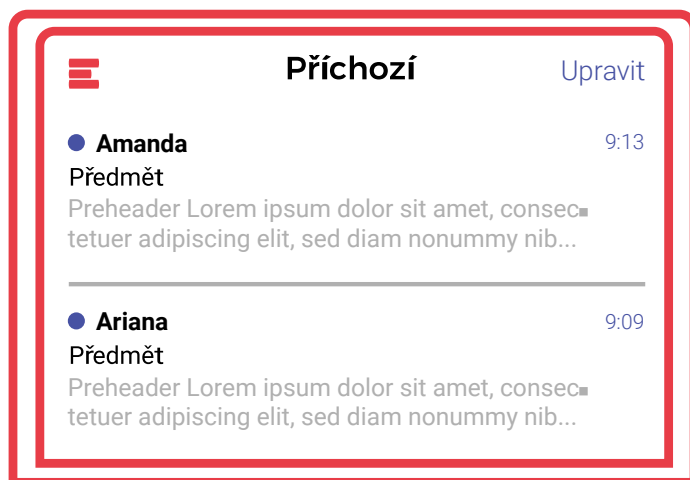 Příchozí
Upravit
Amanda
9:13
Předmět
Preheader Lorem ipsum dolor sit amet, consec-
tetuer adipiscing elit, sed diam nonummy nib...
Ariana
9:09
Předmět
Preheader Lorem ipsum dolor sit amet, consec-
tetuer adipiscing elit, sed diam nonummy nib...